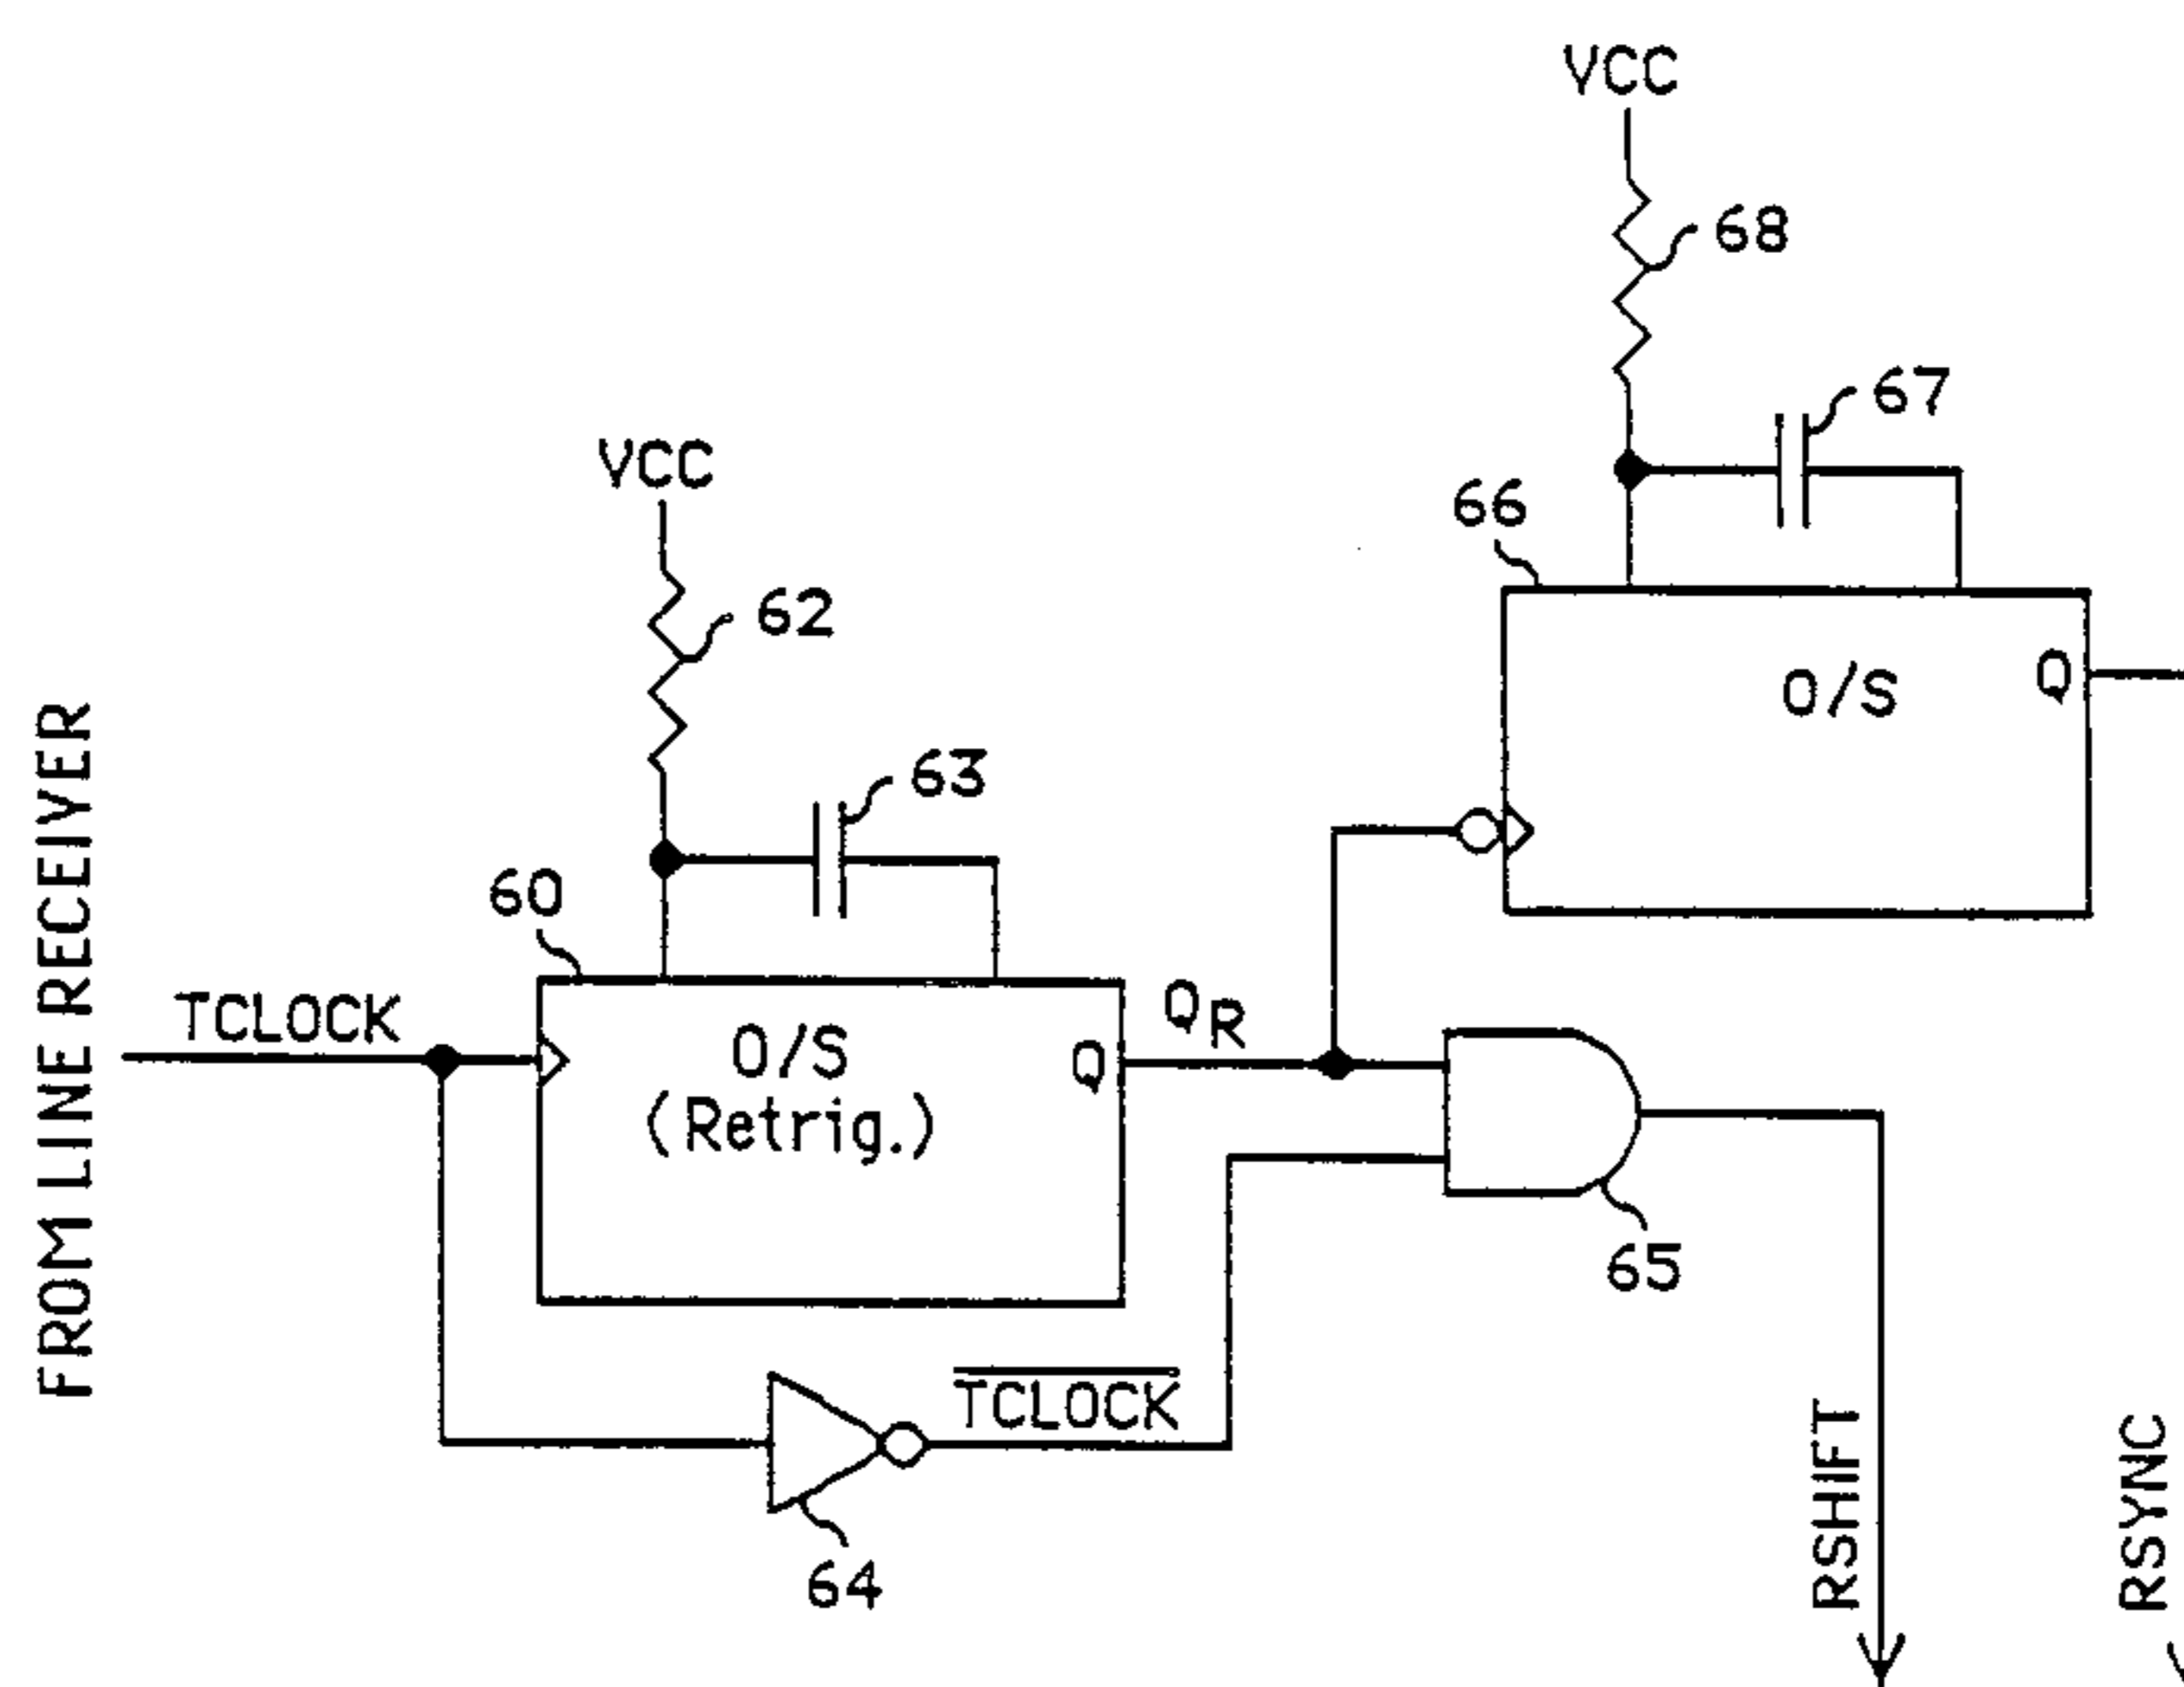 VCC
68
67
66
VCC
62
63
60
O/S
Q
FROM LINE RECEIVER
TCLOCK
O/S
(Retrig.)
Q
QR
65
TCLOCK
64
RSHIFT
RSYNC